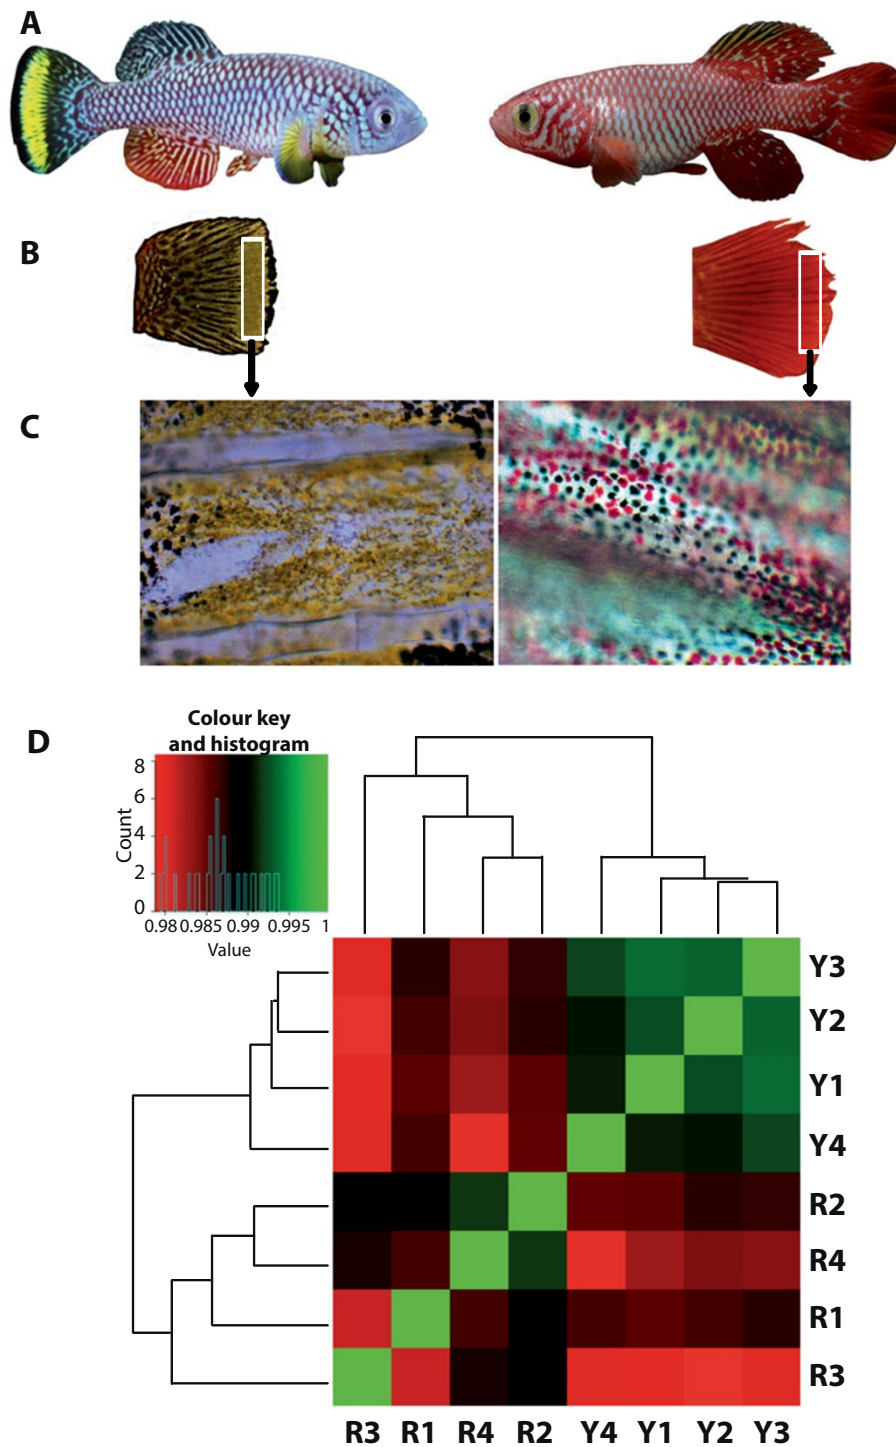 A
B
C
D
Colour key
and histogram
8
6
4
2
0
Count
0.98 0.985 0.99 0.995 1
Value
Y3
Y2
Y1
Y4
R2
R4
R1
R3
R3 R1 R4 R2 Y4 Y1 Y2 Y3